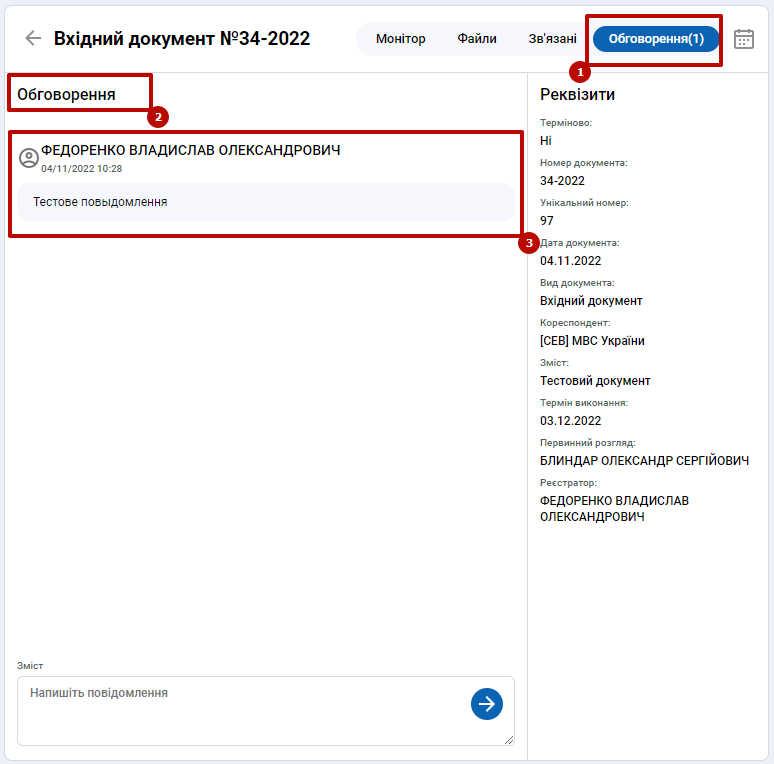 Вхідний документ №34-2022
Монітор
Файли
Зв'язані
Обговорення(1)
1
Обговорення
2
ФЕДОРЕНКО ВЛАДИСЛАВ ОЛЕКСАНДРОВИЧ
04/11/2022 10:28
Тестове повыдомлення
3
Зміст
Напишіть повідомлення
Реквізити
Терміново:
Ні
Номер документа:
34-2022
Унікальний номер:
97
Дата документа:
04.11.2022
Вид документа:
Вхідний документ
Кореспондент:
[СЕВ] МВС України
Зміст:
Тестовий документ
Термін виконання:
03.12.2022
Первинний розгляд:
БЛИНДАР ОЛЕКСАНДР СЕРГІЙОВИЧ
Реєстратор:
ФЕДОРЕНКО ВЛАДИСЛАВ
ОЛЕКСАНДРОВИЧ